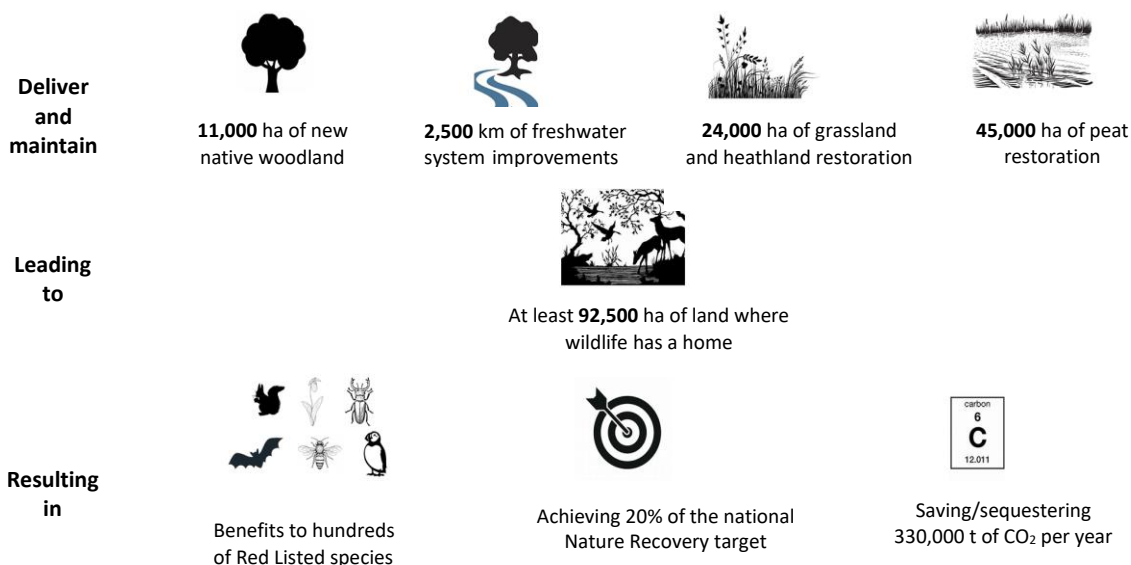 Deliver
and
maintain
11,000 ha of new
native woodland
2,500 km of freshwater
system improvements
24,000 ha of grassland
and heathland restoration
45,000 ha of peat
restoration
Leading
to
At least 92,500 ha of land where
wildlife has a home
Resulting
in
Benefits to hundreds
of Red Listed species
Achieving 20% of the national
Nature Recovery target
carbon
6
C
12.011
Saving/sequestering
330,000 t of CO₂ per year